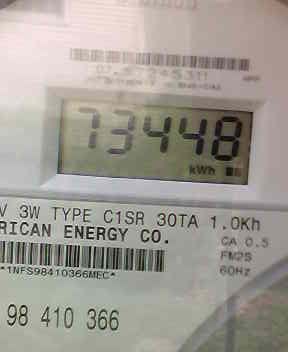 73448
kWh
V 3W TYPE C1SR 30TA 1.0Kh
RICAN ENERGY CO.
CA 0.5
FM2S
60Hz
*1NFS98410366MEC*
98 410 366